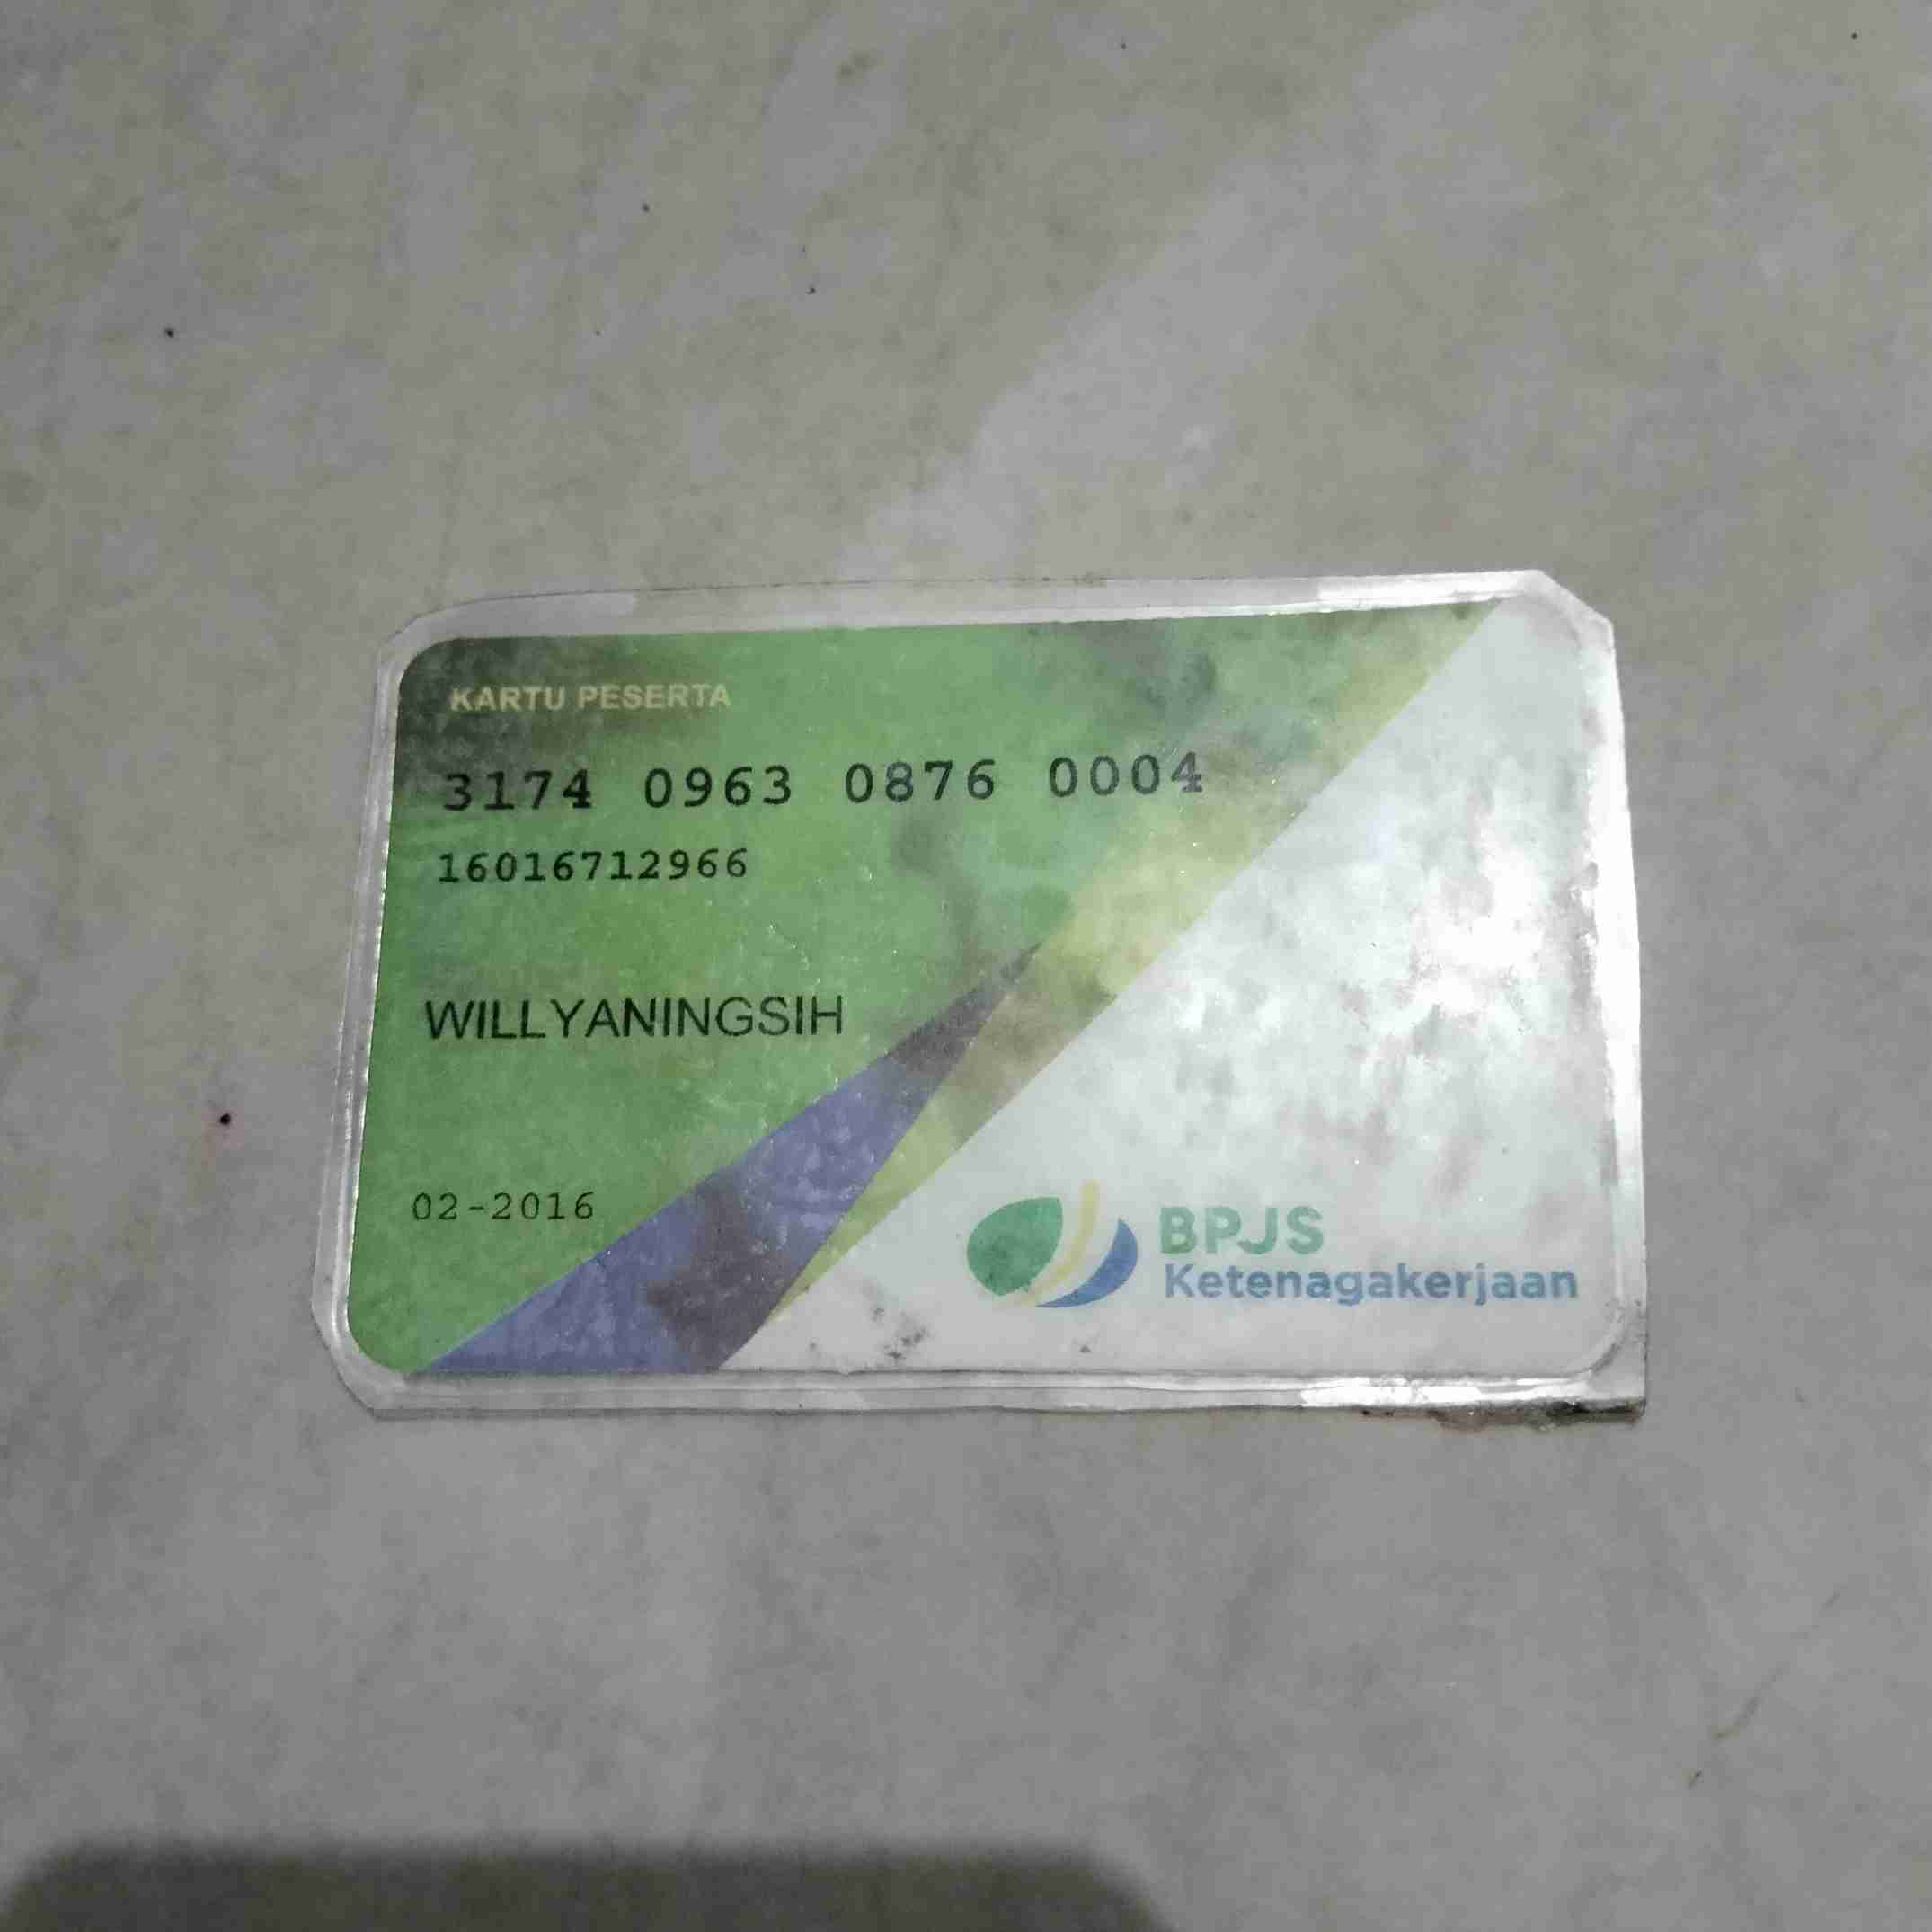 KARTU PESERTA
3174 0963 0876 0004
16016712966
WILLYANINGSIH
02-2016
BPJS
Ketenagakerjaan